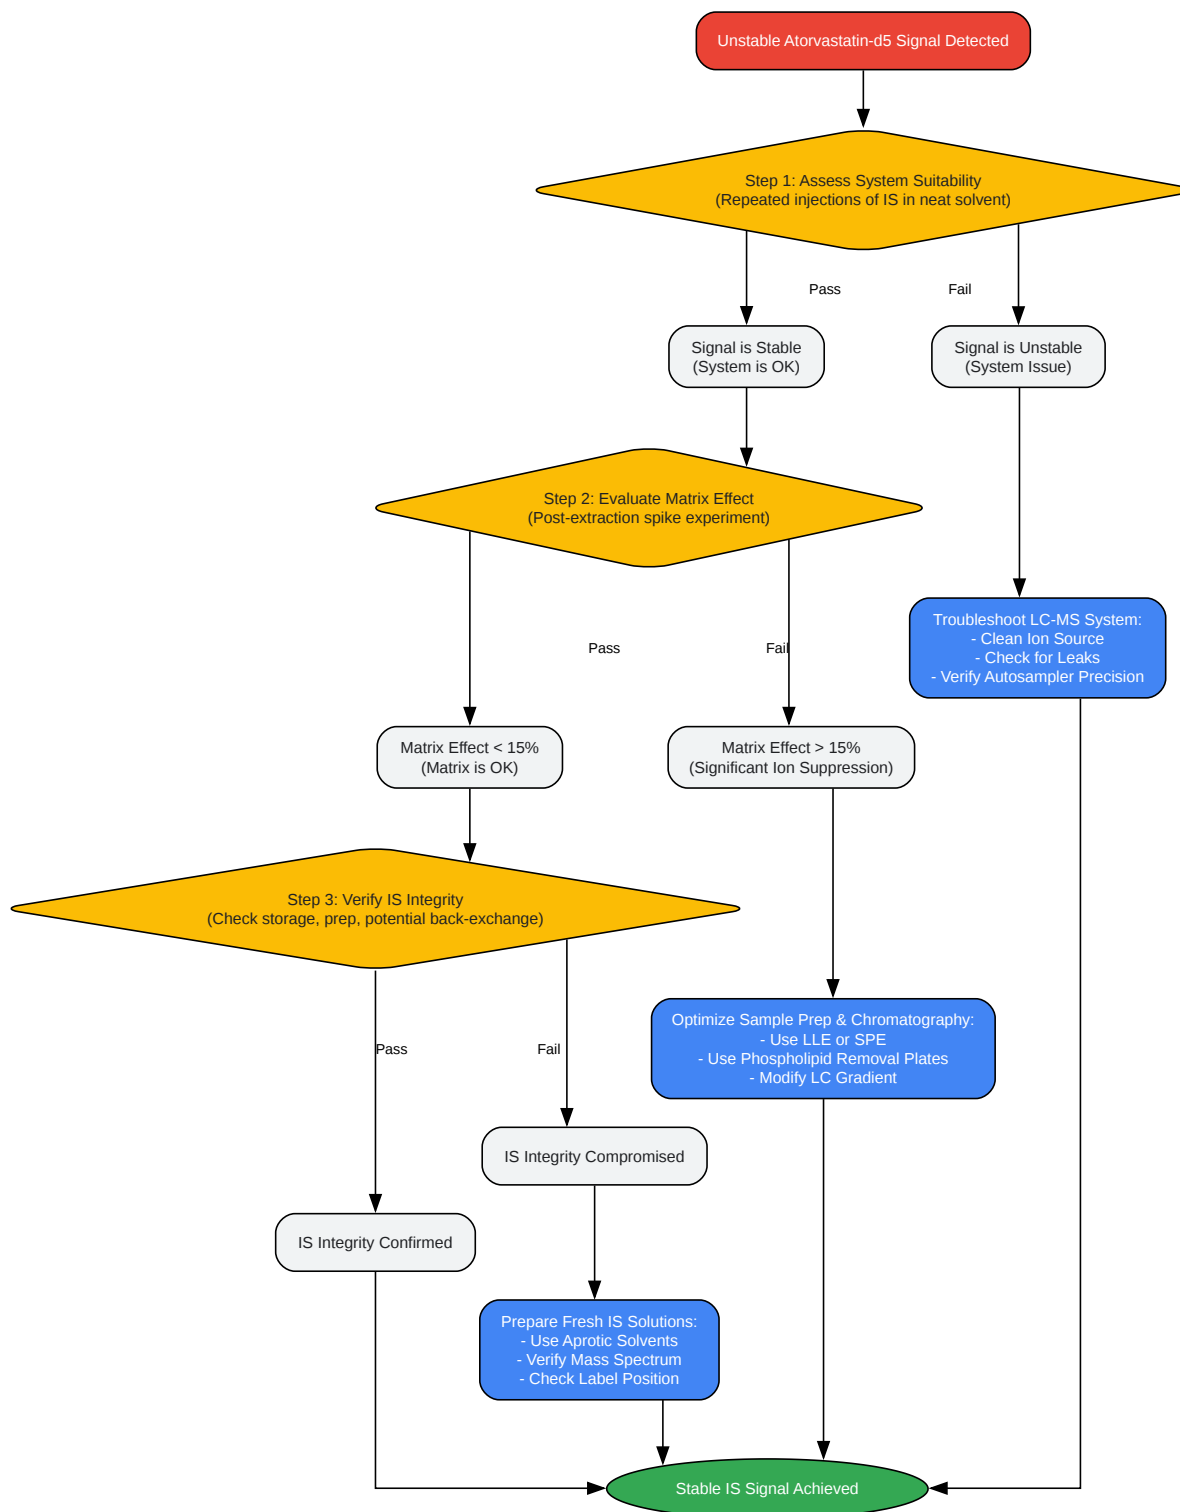 Unstable Atorvastatin-d5 Signal Detected
Step 1: Assess System Suitability
(Repeated injections of IS in neat solvent)
Pass
Fail
Signal is Stable
(System is OK)
Signal is Unstable
(System Issue)
Step 2: Evaluate Matrix Effect
(Post-extraction spike experiment)
Troubleshoot LC-MS System:
- Clean Ion Source
- Check for Leaks
- Verify Autosampler Precision
Pass
Fail
Matrix Effect < 15%
(Matrix is OK)
Matrix Effect > 15%
(Significant Ion Suppression)
Step 3: Verify IS Integrity
(Check storage, prep, potential back-exchange)
Optimize Sample Prep & Chromatography:
- Use LLE or SPE
- Use Phospholipid Removal Plates
- Modify LC Gradient
Pass
Fail
IS Integrity Compromised
IS Integrity Confirmed
Prepare Fresh IS Solutions:
- Use Aprotic Solvents
- Verify Mass Spectrum
- Check Label Position
Stable IS Signal Achieved